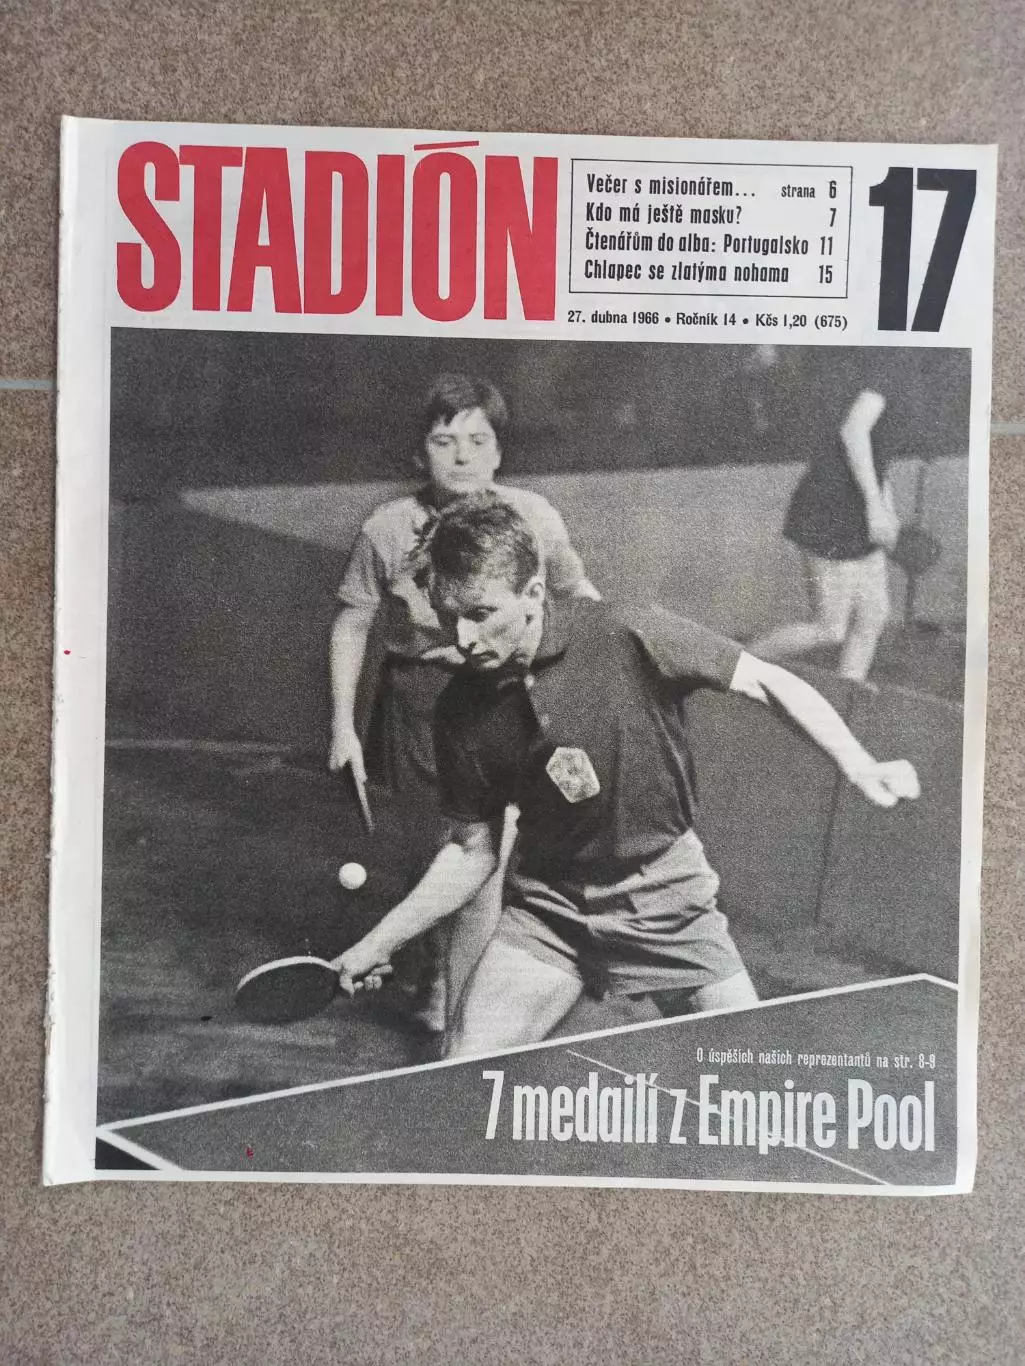 STADIÓN
Večer s misionářem... strana 6
Kdo má ještě masku? 7
Čtenářům do alba: Portugalsko 11
Chlapec se zlatýma nohama 15
17
27. dubna 1966 • Ročník 14 • Kčs 1,20 (675)
O úspěších našich reprezentantů na str. 8-9
7 medailí z Empire Pool